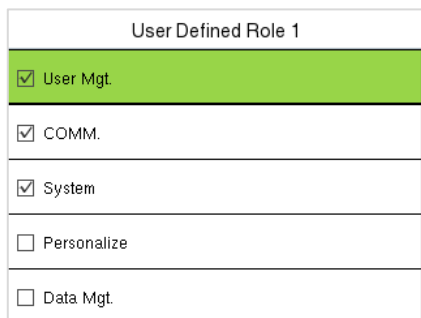 User Defined Role 1
User Mgt.
COMM.
System
Personalize
Data Mgt.